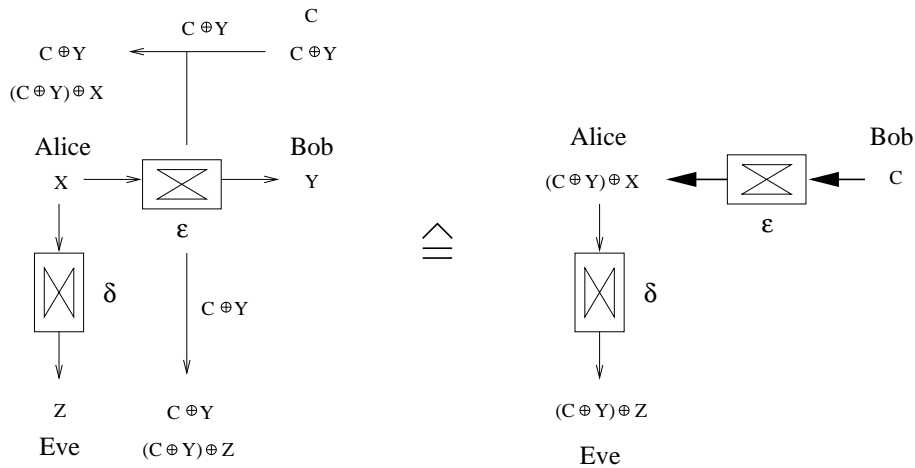 C
C ⊕ Y
C ⊕ Y
C ⊕ Y
(C ⊕ Y) ⊕ X
Alice
Bob
X
Y
ε
δ
C ⊕ Y
Z
C ⊕ Y
Eve
(C ⊕ Y) ⊕ Z
≙
Alice
Bob
(C ⊕ Y) ⊕ X
C
ε
δ
(C ⊕ Y) ⊕ Z
Eve